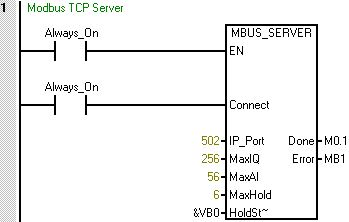 1 Modbus TCP Server
Always_On MBUS_SERVER
EN
Always_On
Connect
502 IP_Port Done M0.1
256 MaxIQ Error MB1
56 MaxAI
6 MaxHold
&VB0 HoldSt~